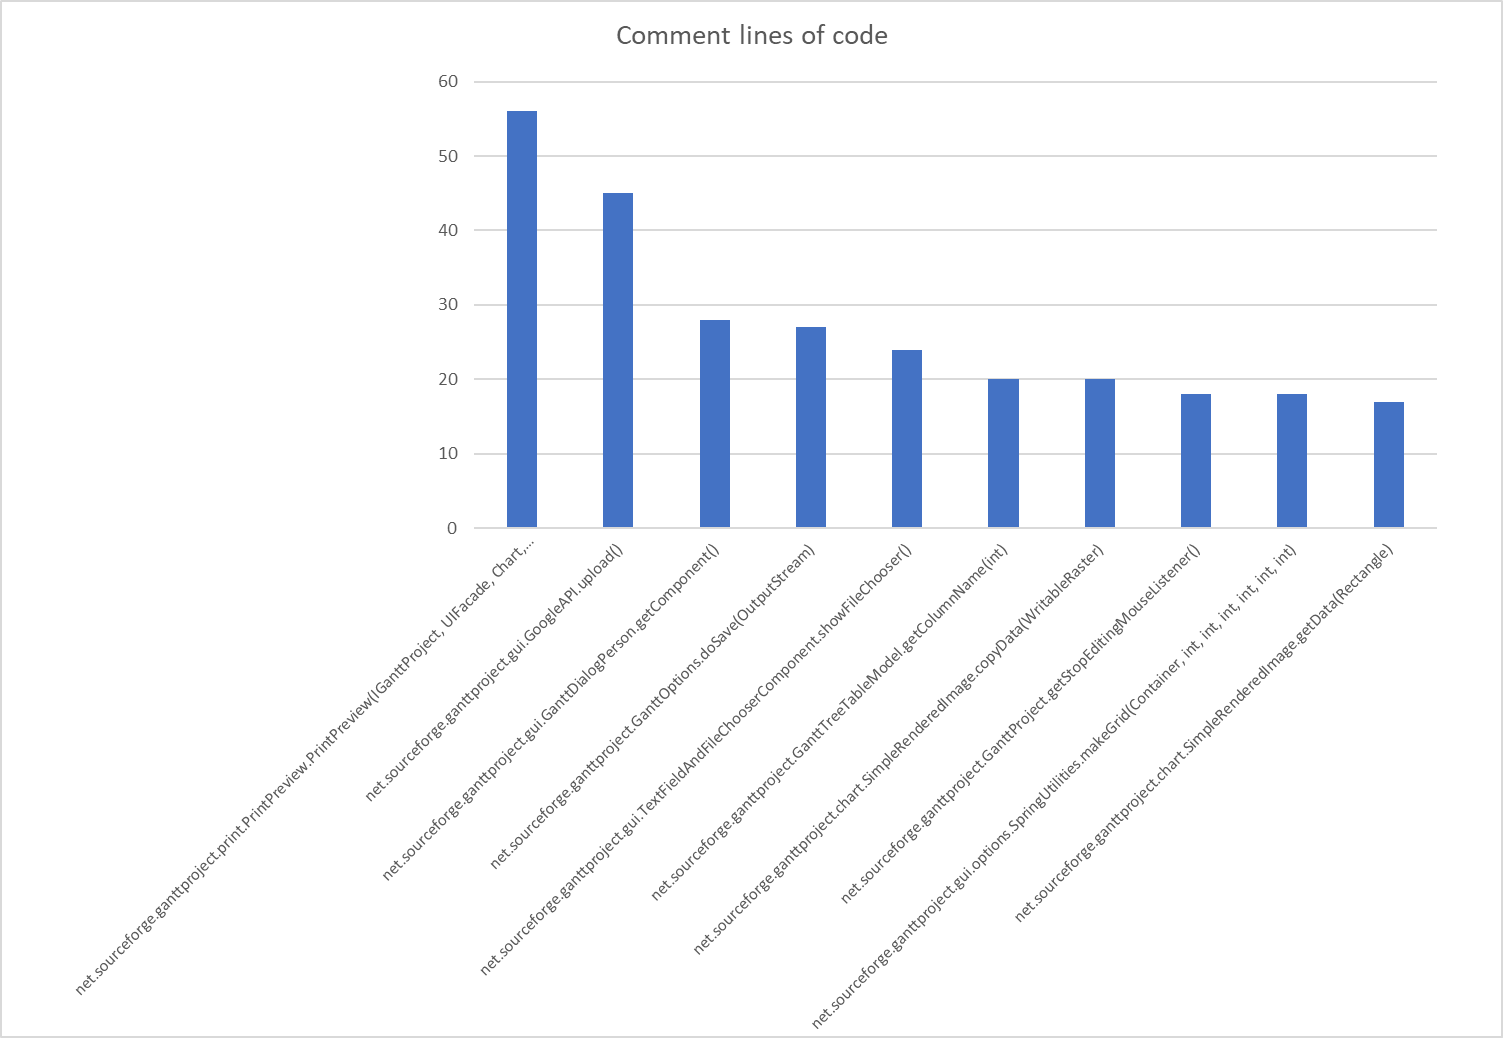 Comment lines of code
60
50
40
30
20
10
0
net.sourceforge.ganttproject.print.PrintPreview.PrintPreview(IGanttProject, UIFacade, Chart,...
net.sourceforge.ganttproject.gui.GoogleAPI.upload()
net.sourceforge.ganttproject.gui.GanttDialogPerson.getComponent()
net.sourceforge.ganttproject.GanttOptions.doSave(OutputStream)
net.sourceforge.ganttproject.gui.TextFieldAndFileChooserComponent.showFileChooser()
net.sourceforge.ganttproject.GanttTreeTableModel.getColumnName(int)
net.sourceforge.ganttproject.chart.SimpleRenderedImage.copyData(WritableRaster)
net.sourceforge.ganttproject.GanttProject.getStopEditingMouseListener()
net.sourceforge.ganttproject.gui.options.SpringUtilities.makeGrid(Container, int, int, int, int, int, int)
net.sourceforge.ganttproject.chart.SimpleRenderedImage.getData(Rectangle)